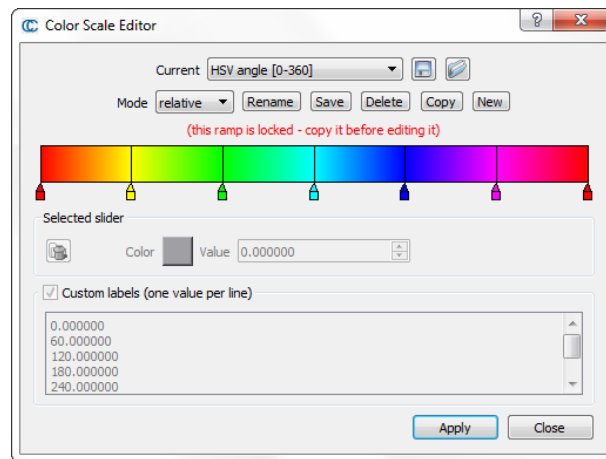 Color Scale Editor
Current HSV angle [0-360]
Mode relative Rename Save Delete Copy New
(this ramp is locked - copy it before editing it)
Selected slider
Color Value 0.000000
Custom labels (one value per line)
0.000000
60.000000
120.000000
180.000000
240.000000
Apply Close